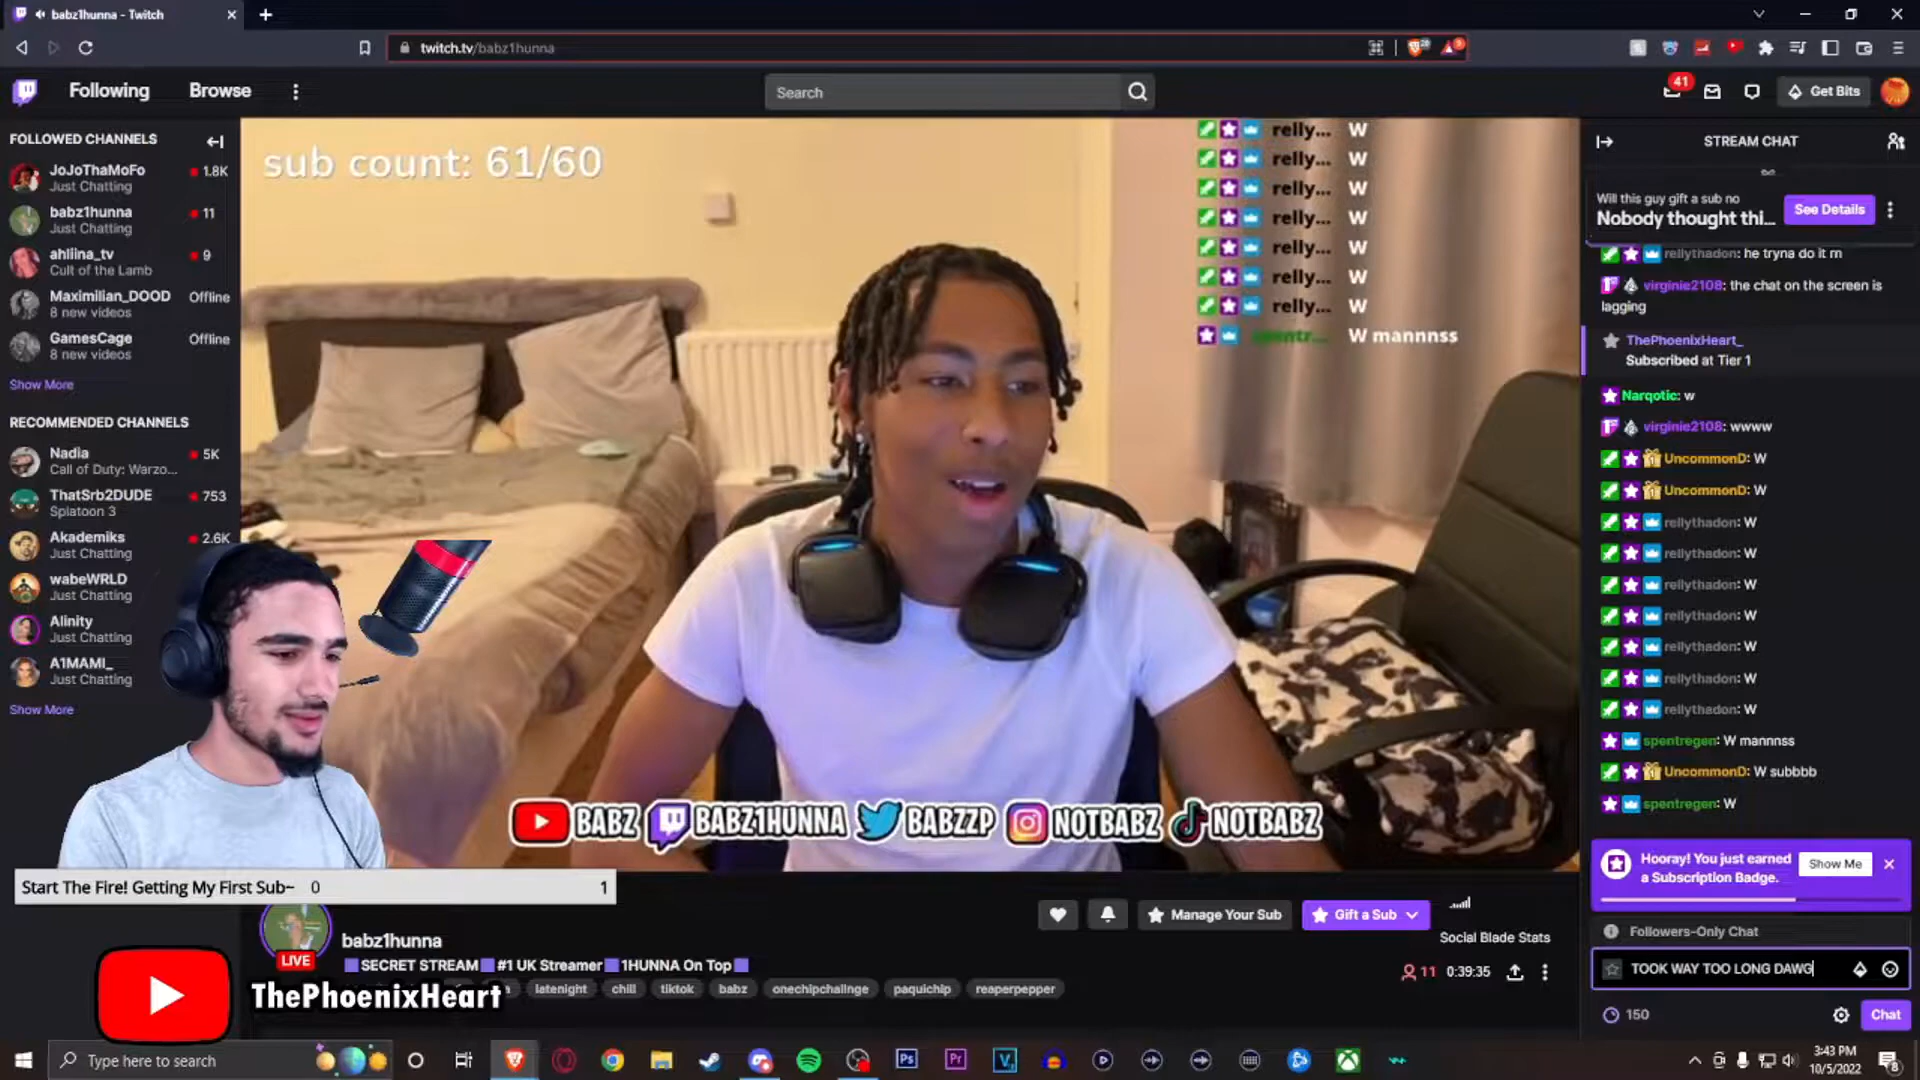 babz1hunna - Twitch
twitch.tv/babz1hunna
Following
Browse
Search
41
Get Bits
FOLLOWED CHANNELS
JoJoThaMoFo
1.8K
Just Chatting
babz1hunna
11
Just Chatting
ahliina_tv
9
Cult of the Lamb
Maximilian_DOOD
Offline
8 new videos
GamesCage
Offline
8 new videos
Show More
RECOMMENDED CHANNELS
Nadia
5K
Call of Duty: Warzo...
ThatSrb2DUDE
753
Splatoon 3
Akademiks
2.6K
Just Chatting
wabeWRLD
Just Chatting
Alinity
Just Chatting
A1MAMI_
Just Chatting
Show More
sub count: 61/60
relly... W
relly... W
relly... W
relly... W
relly... W
relly... W
relly... W
spentr... W mannnss
BABZ BABZ1HUNNA BABZZP NOTBABZ NOTBABZ
Start The Fire! Getting My First Sub~ 0 1
LIVE
babz1hunna
SECRET STREAM #1 UK Streamer 1HUNNA On Top
latenight chill tiktok babz onechipchallnge paquichip reaperpepper
ThePhoenixHeart
Manage Your Sub
Gift a Sub
Social Blade Stats
11 0:39:35
STREAM CHAT
Will this guy gift a sub no
Nobody thought thi...
See Details
rellythadon: he tryna do it rn
virginie2108: the chat on the screen is
lagging
ThePhoenixHeart_
Subscribed at Tier 1
Narqotic: w
virginie2108: wwww
UncommonD: W
UncommonD: W
rellythadon: W
rellythadon: W
rellythadon: W
rellythadon: W
rellythadon: W
rellythadon: W
rellythadon: W
spentregen: W mannnss
UncommonD: W subbbb
spentregen: W
Hooray! You just earned
a Subscription Badge.
Show Me
Followers-Only Chat
TOOK WAY TOO LONG DAWG
150
Chat
Type here to search
Ps
Pr
3:43 PM
10/5/2022
8